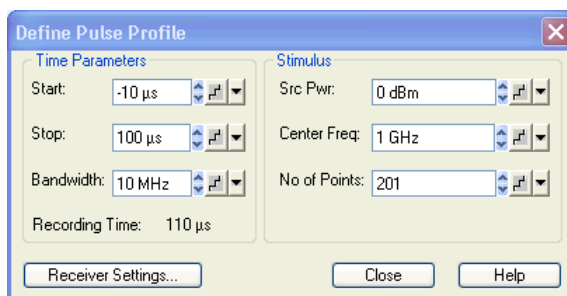 Define Pulse Profile
Time Parameters
Start: -10 µs
Stop: 100 µs
Bandwidth: 10 MHz
Recording Time: 110 µs
Stimulus
Src Pwr: 0 dBm
Center Freq: 1 GHz
No of Points: 201
Receiver Settings...
Close
Help